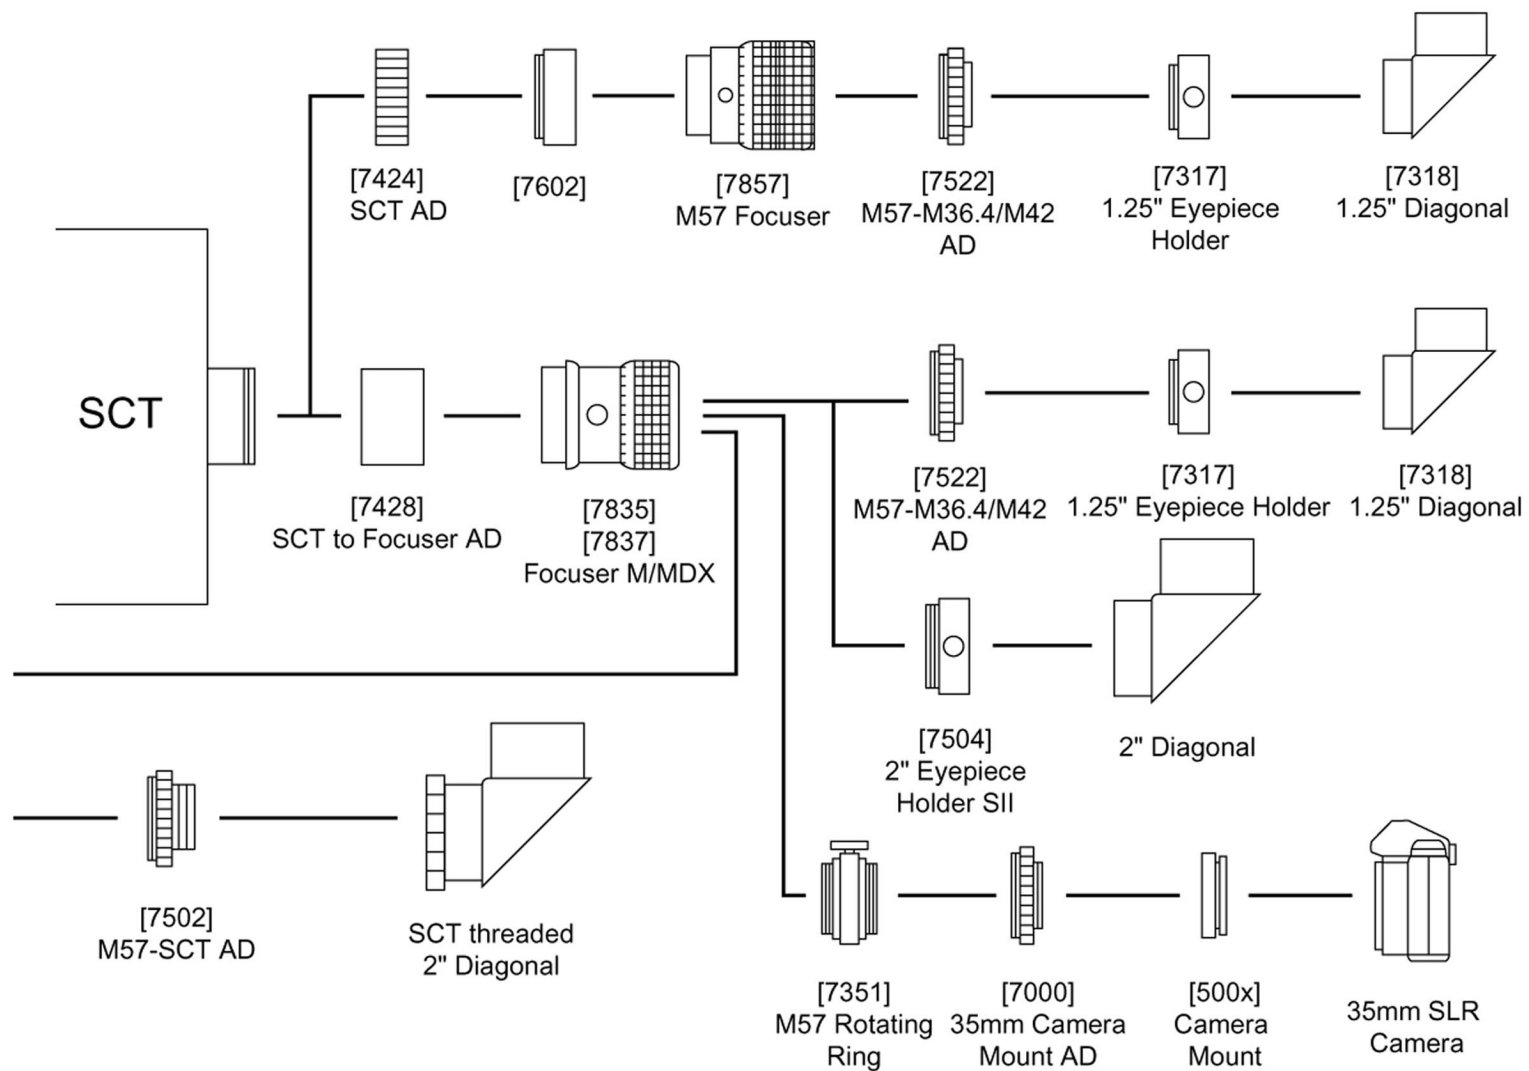 [7424]
SCT AD
[7602]
[7857]
M57 Focuser
[7522]
M57-M36.4/M42
AD
[7317]
1.25" Eyepiece
Holder
[7318]
1.25" Diagonal
SCT
[7428]
SCT to Focuser AD
[7835]
[7837]
Focuser M/MDX
[7522]
M57-M36.4/M42
AD
[7317]
1.25" Eyepiece Holder
[7318]
1.25" Diagonal
[7504]
2" Eyepiece
Holder SII
2" Diagonal
[7502]
M57-SCT AD
SCT threaded
2" Diagonal
[7351]
M57 Rotating
Ring
[7000]
35mm Camera
Mount AD
[500x]
Camera
Mount
35mm SLR
Camera